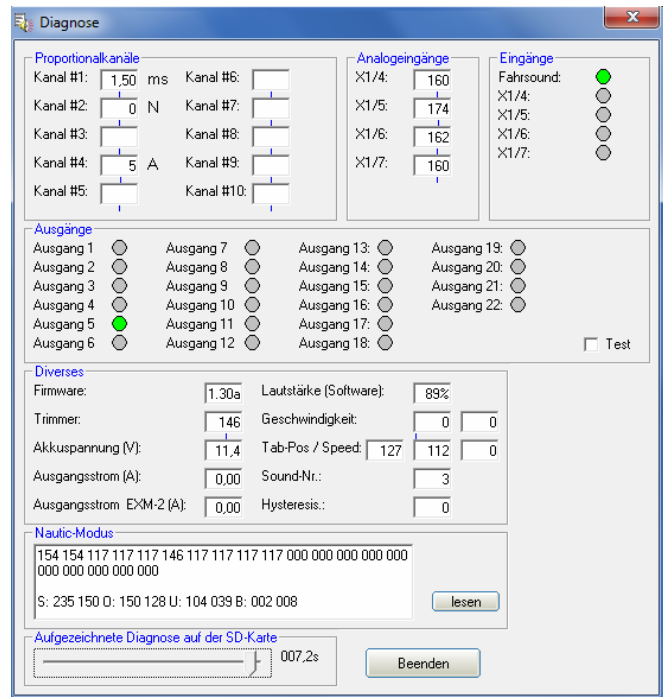 Diagnose
Proportionalkanäle
Kanal #1: 1,50 ms Kanal #6:
Kanal #2: 0 N Kanal #7:
Kanal #3: Kanal #8:
Kanal #4: 5 A Kanal #9:
Kanal #5: Kanal #10:
Analogeingänge
X1/4: 160
X1/5: 174
X1/6: 162
X1/7: 160
Eingänge
Fahrsound:
X1/4:
X1/5:
X1/6:
X1/7:
Ausgänge
Ausgang 1 Ausgang 7 Ausgang 13: Ausgang 19:
Ausgang 2 Ausgang 8 Ausgang 14: Ausgang 20:
Ausgang 3 Ausgang 9 Ausgang 15: Ausgang 21:
Ausgang 4 Ausgang 10 Ausgang 16: Ausgang 22:
Ausgang 5 Ausgang 11 Ausgang 17:
Ausgang 6 Ausgang 12 Ausgang 18: Test
Diverses
Firmware: 1.30a Lautstärke (Software): 89%
Trimmer: 146 Geschwindigkeit: 0 0
Akkuspannung (V): 11,4 Tab-Pos / Speed: 127 112 0
Ausgangsstrom (A): 0,00 Sound-Nr.: 3
Ausgangsstrom EXM-2 (A): 0,00 Hysteresis.: 0
Nautic-Modus
154 154 117 117 117 146 117 117 117 117 000 000 000 000 000
000 000 000 000 000
S: 235 150 O: 150 128 U: 104 039 B: 002 008
lesen
Aufgezeichnete Diagnose auf der SD-Karte
007,2s
Beenden